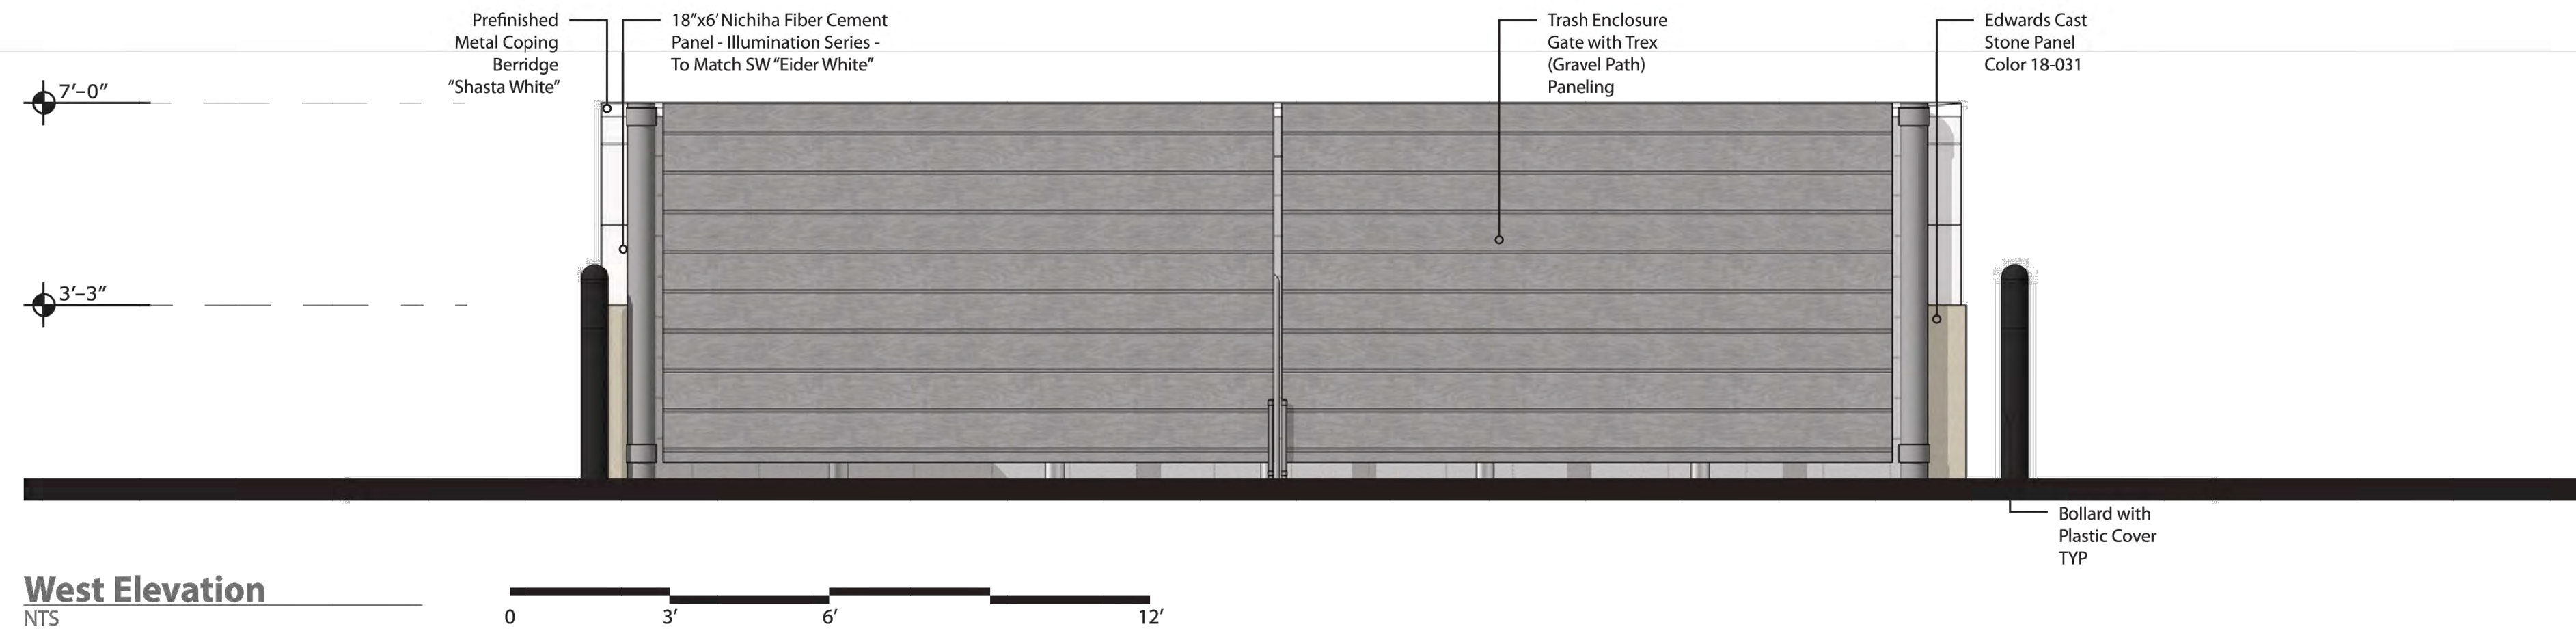 Prefinished
Metal Coping
Berridge
“Shasta White”
18”x6’ Nichiha Fiber Cement
Panel - Illumination Series -
To Match SW “Eider White”
Trash Enclosure
Gate with Trex
(Gravel Path)
Paneling
Edwards Cast
Stone Panel
Color 18-031
7’–0”
3’–3”
Bollard with
Plastic Cover
TYP
West Elevation
NTS
0 3’ 6’ 12’